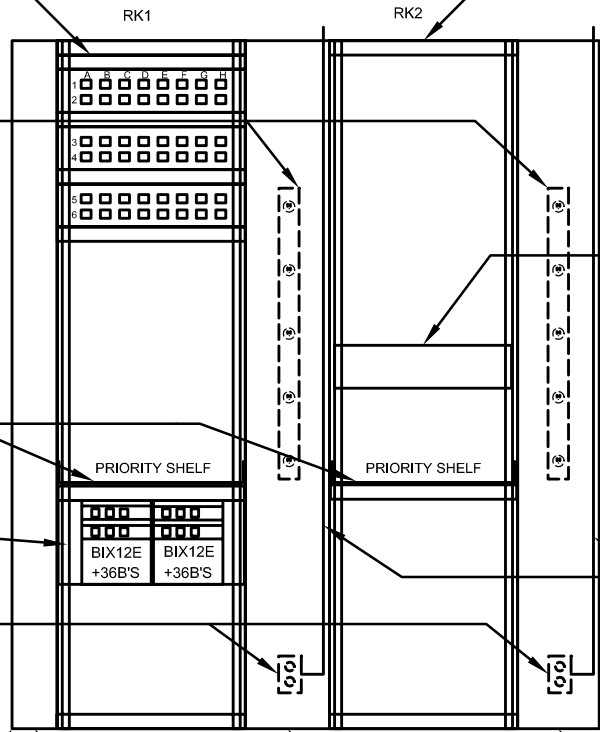 RK1
RK2
A B C D E F G H
1
2
3
4
5
6
PRIORITY SHELF
PRIORITY SHELF
BIX12E
+36B'S
BIX12E
+36B'S